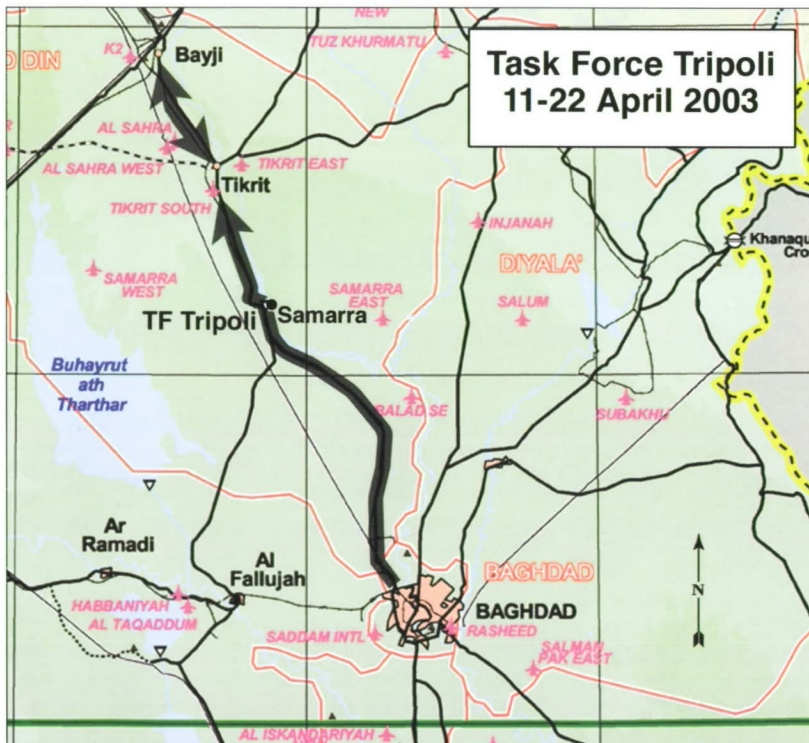 NEW
Bayji
K2
TUZ KHURMATU
D DIN
Task Force Tripoli
11-22 April 2003
AL SAHRA
AL SAHRA WEST
TIKRIT EAST
Tikrit
TIKRIT SOUTH
INJANAH
Khanaqu
Cro
DIYALA'
SAMARRA
WEST
SAMARRA
EAST
SALUM
TF Tripoli
Samarra
Buhayrut
ath
Tharthar
BALAD SE
SUBAKHU
Ar
Ramadi
Al
Fallujah
BAGHDAD
N
HABBANIYAH
AL TAQADDUM
BAGHDAD
SADDAM INTL
RASHEED
SALMAN
PAK EAST
AL ISKANDARIYAH